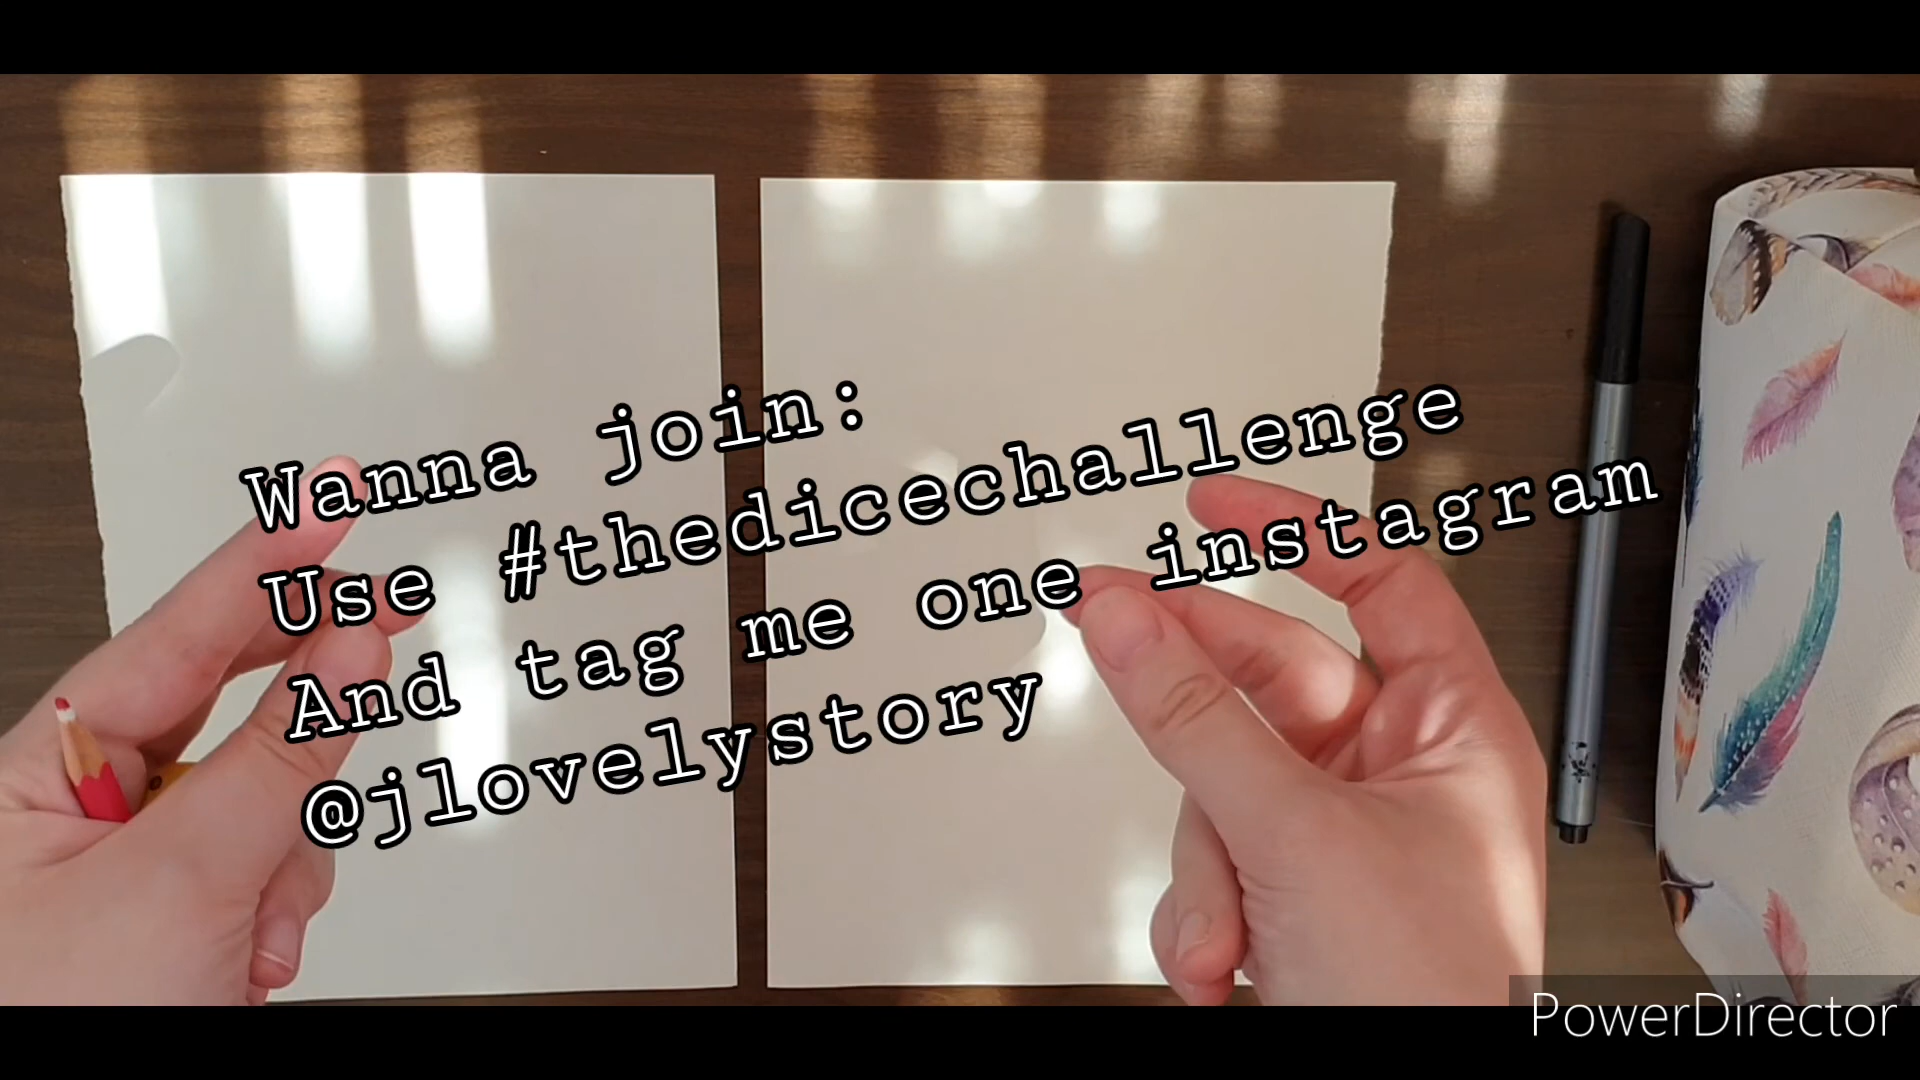 Wanna join:
Use #thedicechallenge
And tag me one instagram
@jlovelystory
PowerDirector